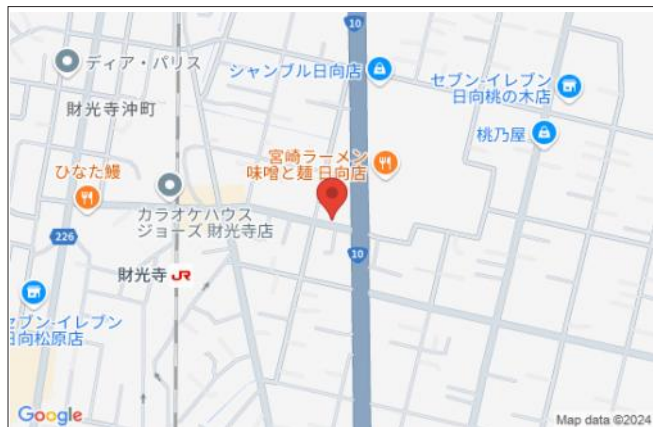 10
ディア・パリス
シャンブル日向店
セブン-イレブン
日向桃の木店
財光寺沖町
桃乃屋
宮崎ラーメン
味噌と麺 日向店
ひなた鰻
カラオケハウス
ジョーズ 財光寺店
226
10
財光寺 JR
セブン-イレブン
日向松原店
Google
Map data ©2024